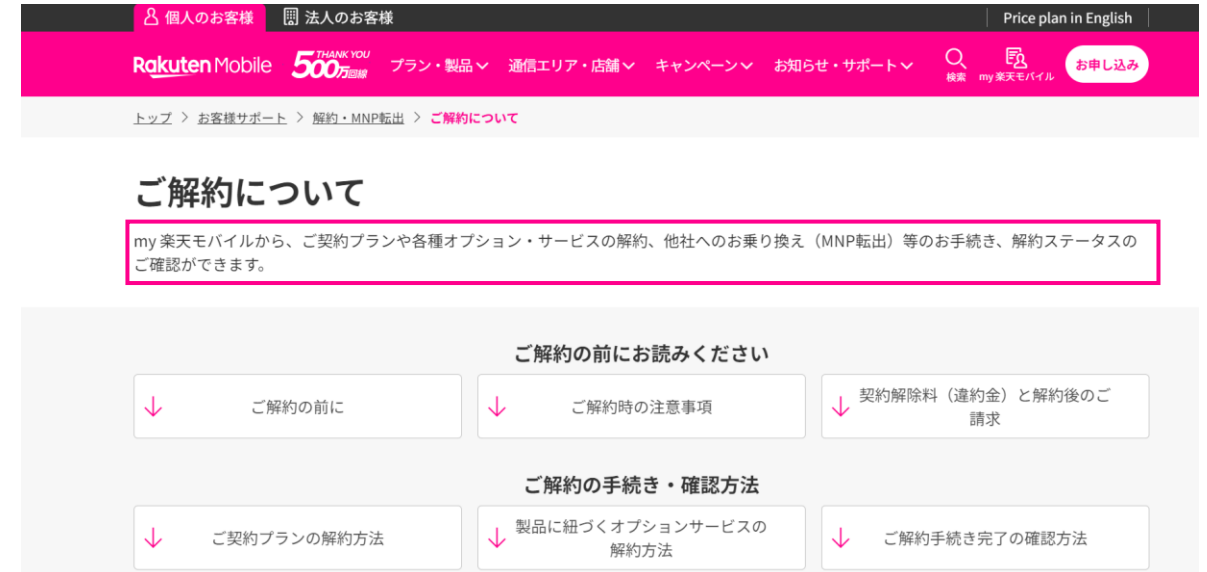 個人のお客様 法人のお客様 Price plan in English
Rakuten Mobile THANK YOU 500万回線 プラン・製品 通信エリア・店舗 キャンペーン お知らせ・サポート 検索 my 楽天モバイル お申し込み
トップ > お客様サポート > 解約・MNP転出 > ご解約について
ご解約について
my 楽天モバイルから、ご契約プランや各種オプション・サービスの解約、他社へのお乗り換え（MNP転出）等のお手続き、解約ステータスの
ご確認ができます。
ご解約の前にお読みください
↓ ご解約の前に
↓ ご解約時の注意事項
↓ 契約解除料（違約金）と解約後のご
請求
ご解約の手続き・確認方法
↓ ご契約プランの解約方法
↓ 製品に紐づくオプションサービスの
解約方法
↓ ご解約手続き完了の確認方法